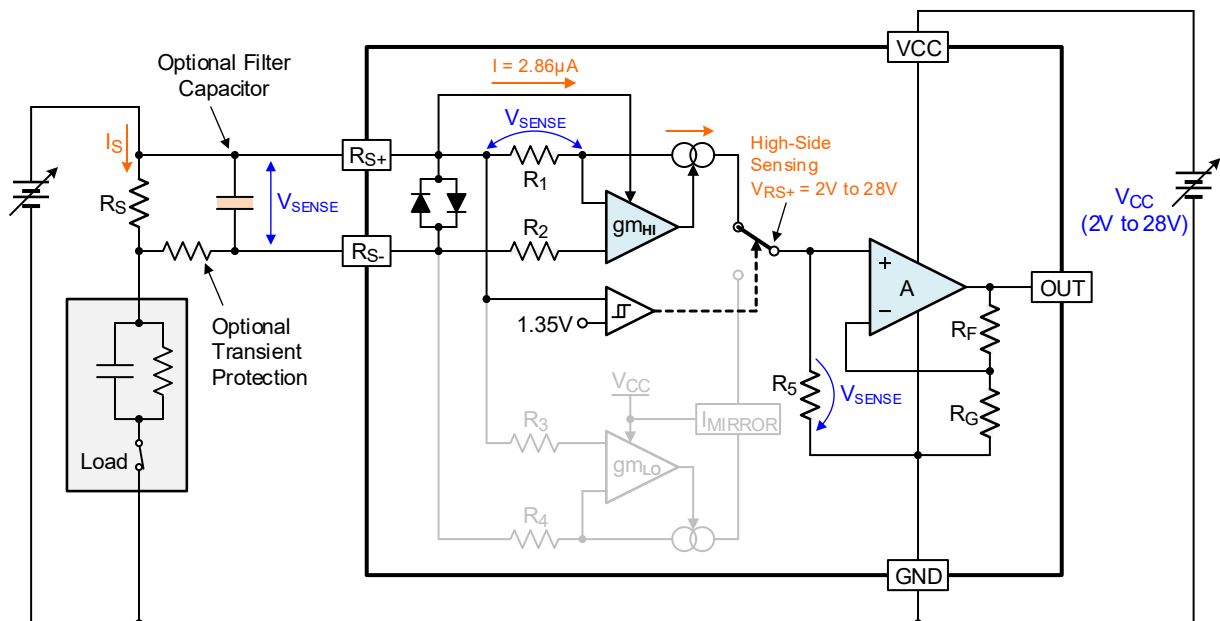 VCC
I = 2.86µA
Optional Filter
Capacitor
VSENSE
High-Side
Sensing
VRS+ = 2V to 28V
IS
RS+
R1
RS
VSENSE
gmHI
VCC
(2V to 28V)
R2
RS-
+
A
−
OUT
1.35V
Optional
Transient
Protection
RF
VCC
R5
VSENSE
IMIRROR
RG
R3
gmLO
Load
R4
GND